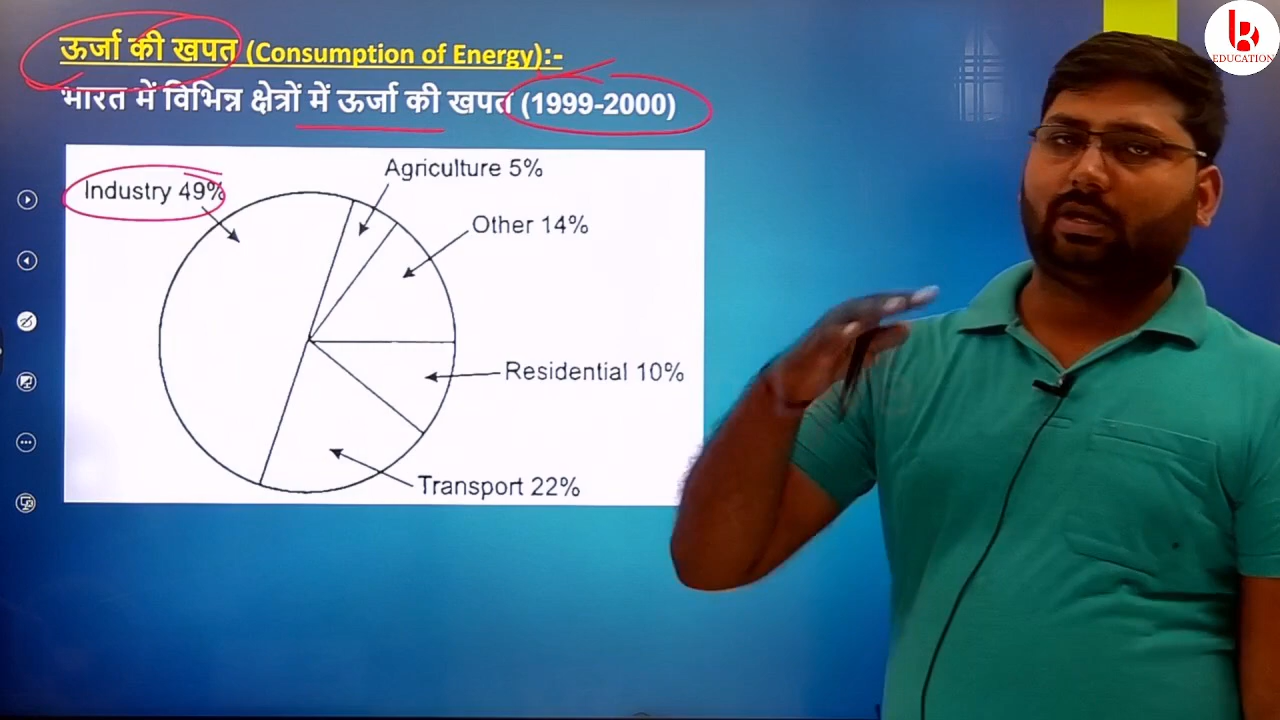 ऊर्जा की खपत (Consumption of Energy):-
भारत में विभिन्न क्षेत्रों में ऊर्जा की खपत (1999-2000)
Industry 49%
Agriculture 5%
Other 14%
Residential 10%
Transport 22%
EDUCATION